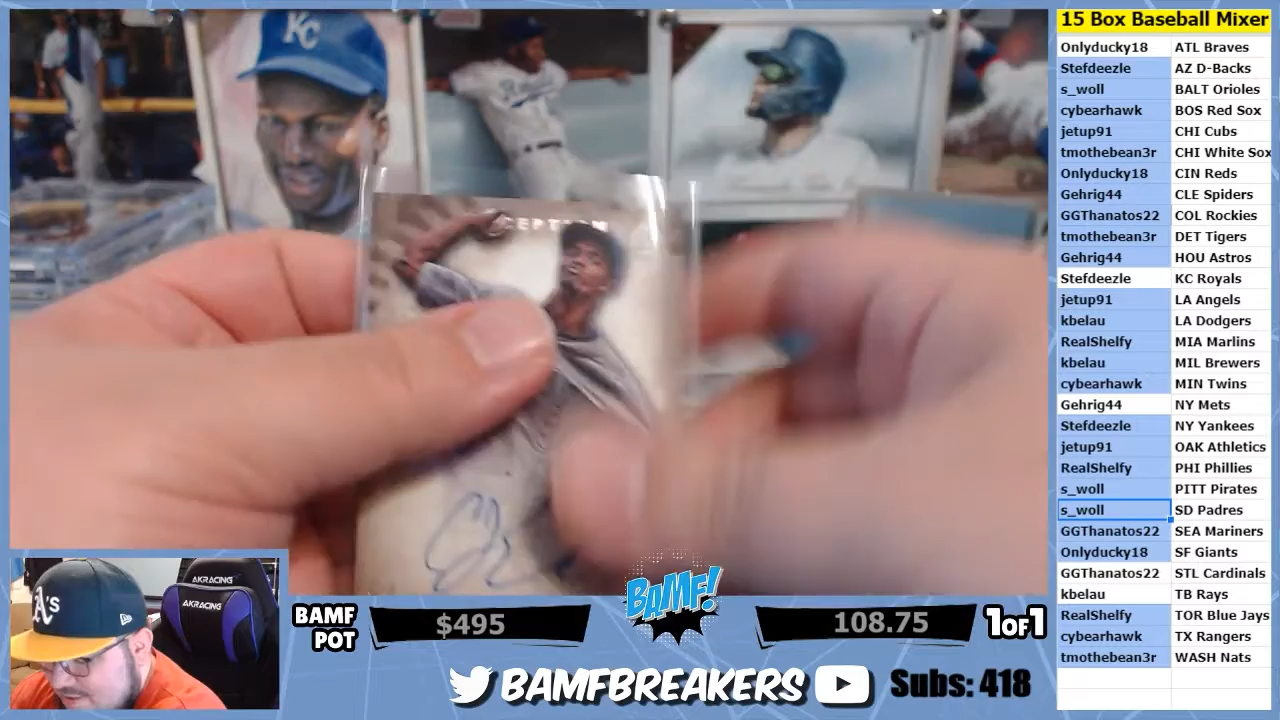 15 Box Baseball Mixer
Onlyducky18 ATL Braves
Stefdeezle AZ D-Backs
s_woll BALT Orioles
cybearhawk BOS Red Sox
jetup91 CHI Cubs
tmothebean3r CHI White Sox
Onlyducky18 CIN Reds
Gehrig44 CLE Spiders
GGThanatos22 COL Rockies
tmothebean3r DET Tigers
Gehrig44 HOU Astros
Stefdeezle KC Royals
jetup91 LA Angels
kbelau LA Dodgers
RealShelfy MIA Marlins
kbelau MIL Brewers
cybearhawk MIN Twins
Gehrig44 NY Mets
Stefdeezle NY Yankees
jetup91 OAK Athletics
RealShelfy PHI Phillies
s_woll PITT Pirates
s_woll SD Padres
GGThanatos22 SEA Mariners
Onlyducky18 SF Giants
GGThanatos22 STL Cardinals
kbelau TB Rays
RealShelfy TOR Blue Jays
cybearhawk TX Rangers
tmothebean3r WASH Nats
KC
CEPTION
A's
AKRACING
AKRACING
BAMF POT
$495
BAMF!
108.75
1OF1
BAMFBREAKERS
Subs: 418